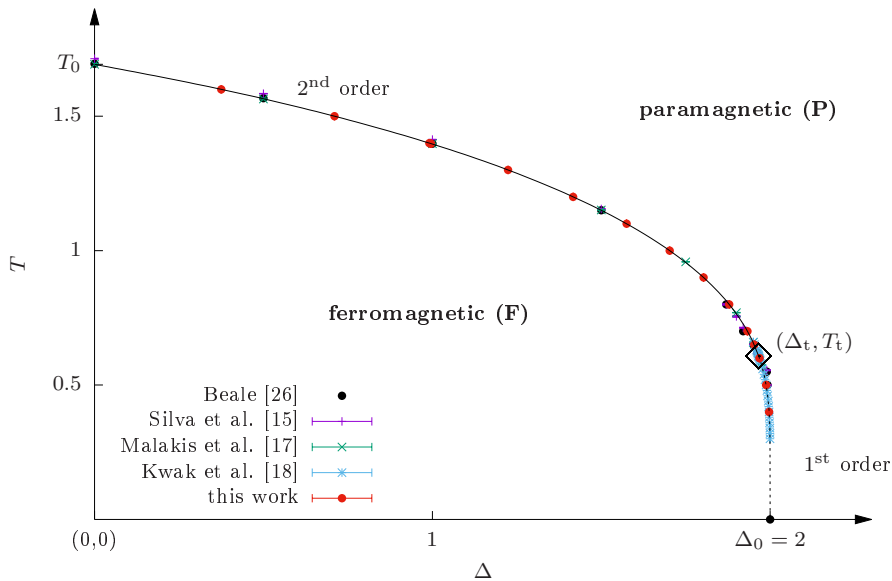 T₀
2ⁿᵈ order
1.5
paramagnetic (P)
1
T
ferromagnetic (F)
(Δₜ, Tₜ)
0.5
Beale [26]
Silva et al. [15]
Malakis et al. [17]
Kwak et al. [18]
this work
1ˢᵗ order
(0,0)
1
Δ₀ = 2
Δ